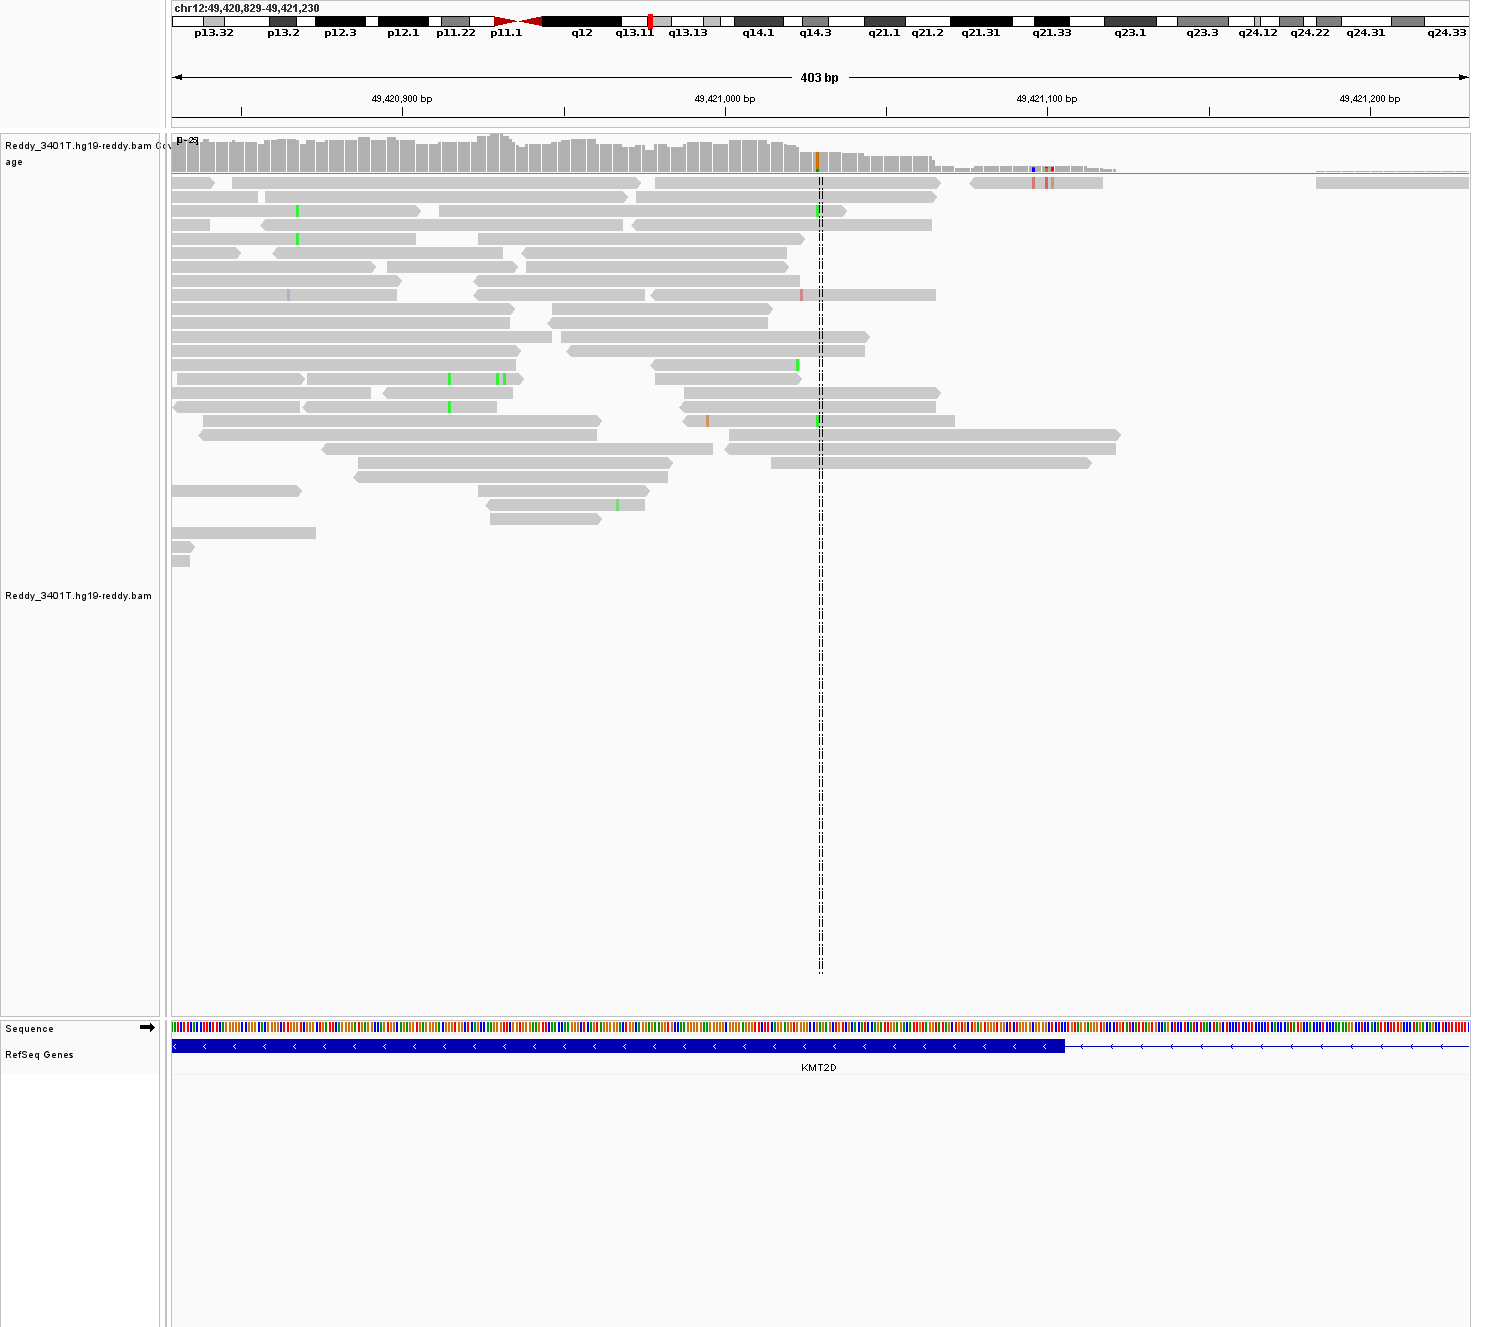 chr12:49,420,829-49,421,230
p13.32 p13.2 p12.3 p12.1 p11.22 p11.1 q12 q13.11 q13.13 q14.1 q14.3 q21.1 q21.2 q21.31 q21.33 q23.1 q23.3 q24.12 q24.22 q24.31 q24.33
403 bp
49,420,900 bp 49,421,000 bp 49,421,100 bp 49,421,200 bp
Reddy_3401T.hg19-reddy.bam Cov
age
Reddy_3401T.hg19-reddy.bam
Sequence
RefSeq Genes
KMT2D